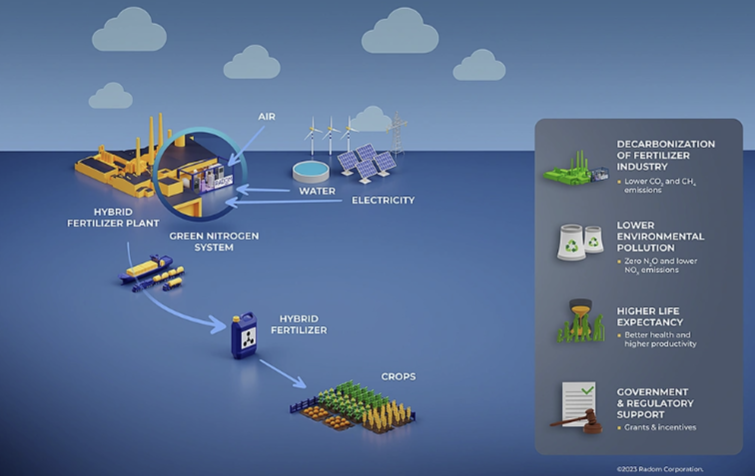 AIR
WATER
ELECTRICITY
HYBRID
FERTILIZER PLANT
GREEN NITROGEN
SYSTEM
HYBRID
FERTILIZER
CROPS
DECARBONIZATION
OF FERTILIZER
INDUSTRY
• Lower CO₂ and CH₄
emissions
LOWER
ENVIRONMENTAL
POLLUTION
• Zero N₂O and lower
NOₓ emissions
HIGHER LIFE
EXPECTANCY
• Better health and
higher productivity
GOVERNMENT
& REGULATORY
SUPPORT
• Grants & incentives
©2023 Radom Corporation.